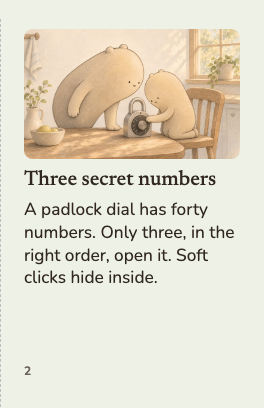 Three secret numbers
A padlock dial has forty
numbers. Only three, in the
right order, open it. Soft
clicks hide inside.
2